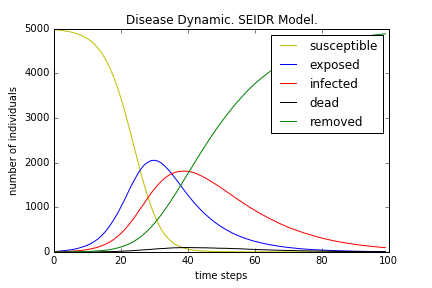 Disease Dynamic. SEIDR Model.
5000
4000
3000
2000
1000
0
number of individuals
susceptible
exposed
infected
dead
removed
0 20 40 60 80 100
time steps